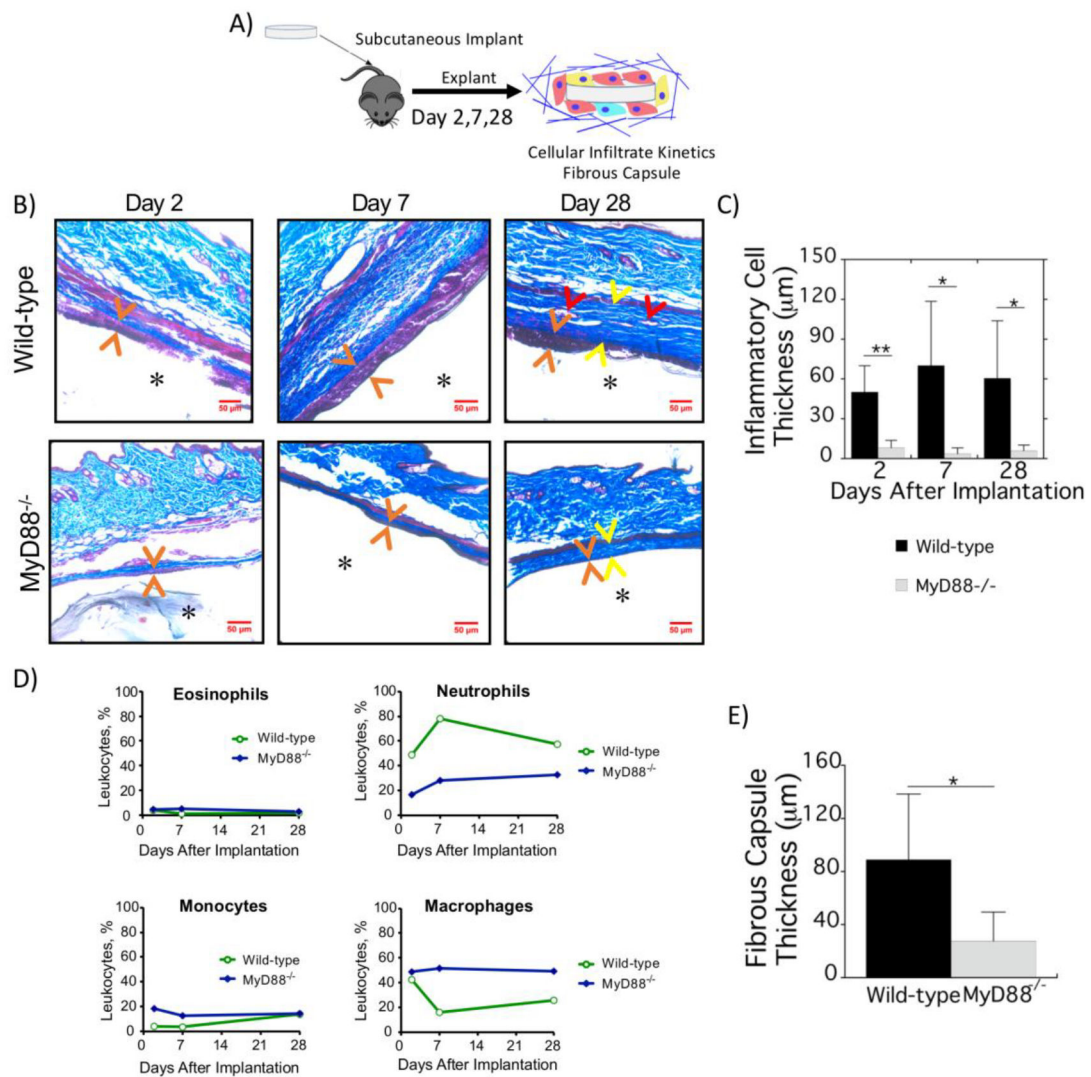 A)
Subcutaneous Implant
Explant
Day 2,7,28
Cellular Infiltrate Kinetics
Fibrous Capsule
B)
Day 2
Day 7
Day 28
Wild-type
*
50 µm
*
50 µm
*
50 µm
MyD88-/-
*
50 µm
*
50 µm
*
50 µm
C)
Inflammatory Cell
Thickness (µm)
150
120
90
60
30
0
**
*
*
2
7
28
Days After Implantation
Wild-type
MyD88-/-
D)
Eosinophils
Leukocytes, %
100
80
60
40
20
0
Wild-type
MyD88-/-
0 7 14 21 28
Days After Implantation
Neutrophils
Leukocytes, %
100
80
60
40
20
0
Wild-type
MyD88-/-
0 7 14 21 28
Days After Implantation
Monocytes
Leukocytes, %
100
80
60
40
20
0
Wild-type
MyD88-/-
0 7 14 21 28
Days After Implantation
Macrophages
Leukocytes, %
100
80
60
40
20
0
Wild-type
MyD88-/-
0 7 14 21 28
Days After Implantation
E)
Fibrous Capsule
Thickness (µm)
160
120
80
40
0
*
Wild-type MyD88-/-